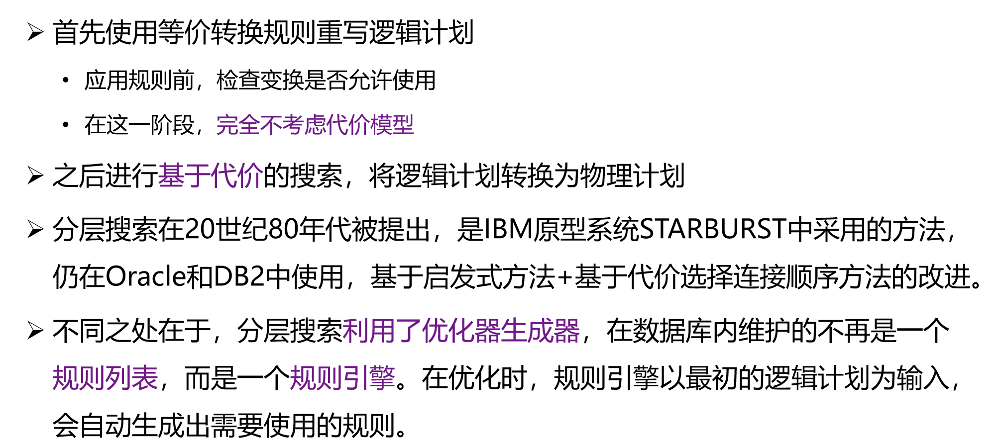 ➢ 首先使用等价转换规则重写逻辑计划
• 应用规则前，检查变换是否允许使用
• 在这一阶段，完全不考虑代价模型
➢ 之后进行基于代价的搜索，将逻辑计划转换为物理计划
➢ 分层搜索在20世纪80年代被提出，是IBM原型系统STARBURST中采用的方法，
仍在Oracle和DB2中使用，基于启发式方法+基于代价选择连接顺序方法的改进。
➢ 不同之处在于，分层搜索利用了优化器生成器，在数据库内维护的不再是一个
规则列表，而是一个规则引擎。在优化时，规则引擎以最初的逻辑计划为输入，
会自动生成出需要使用的规则。